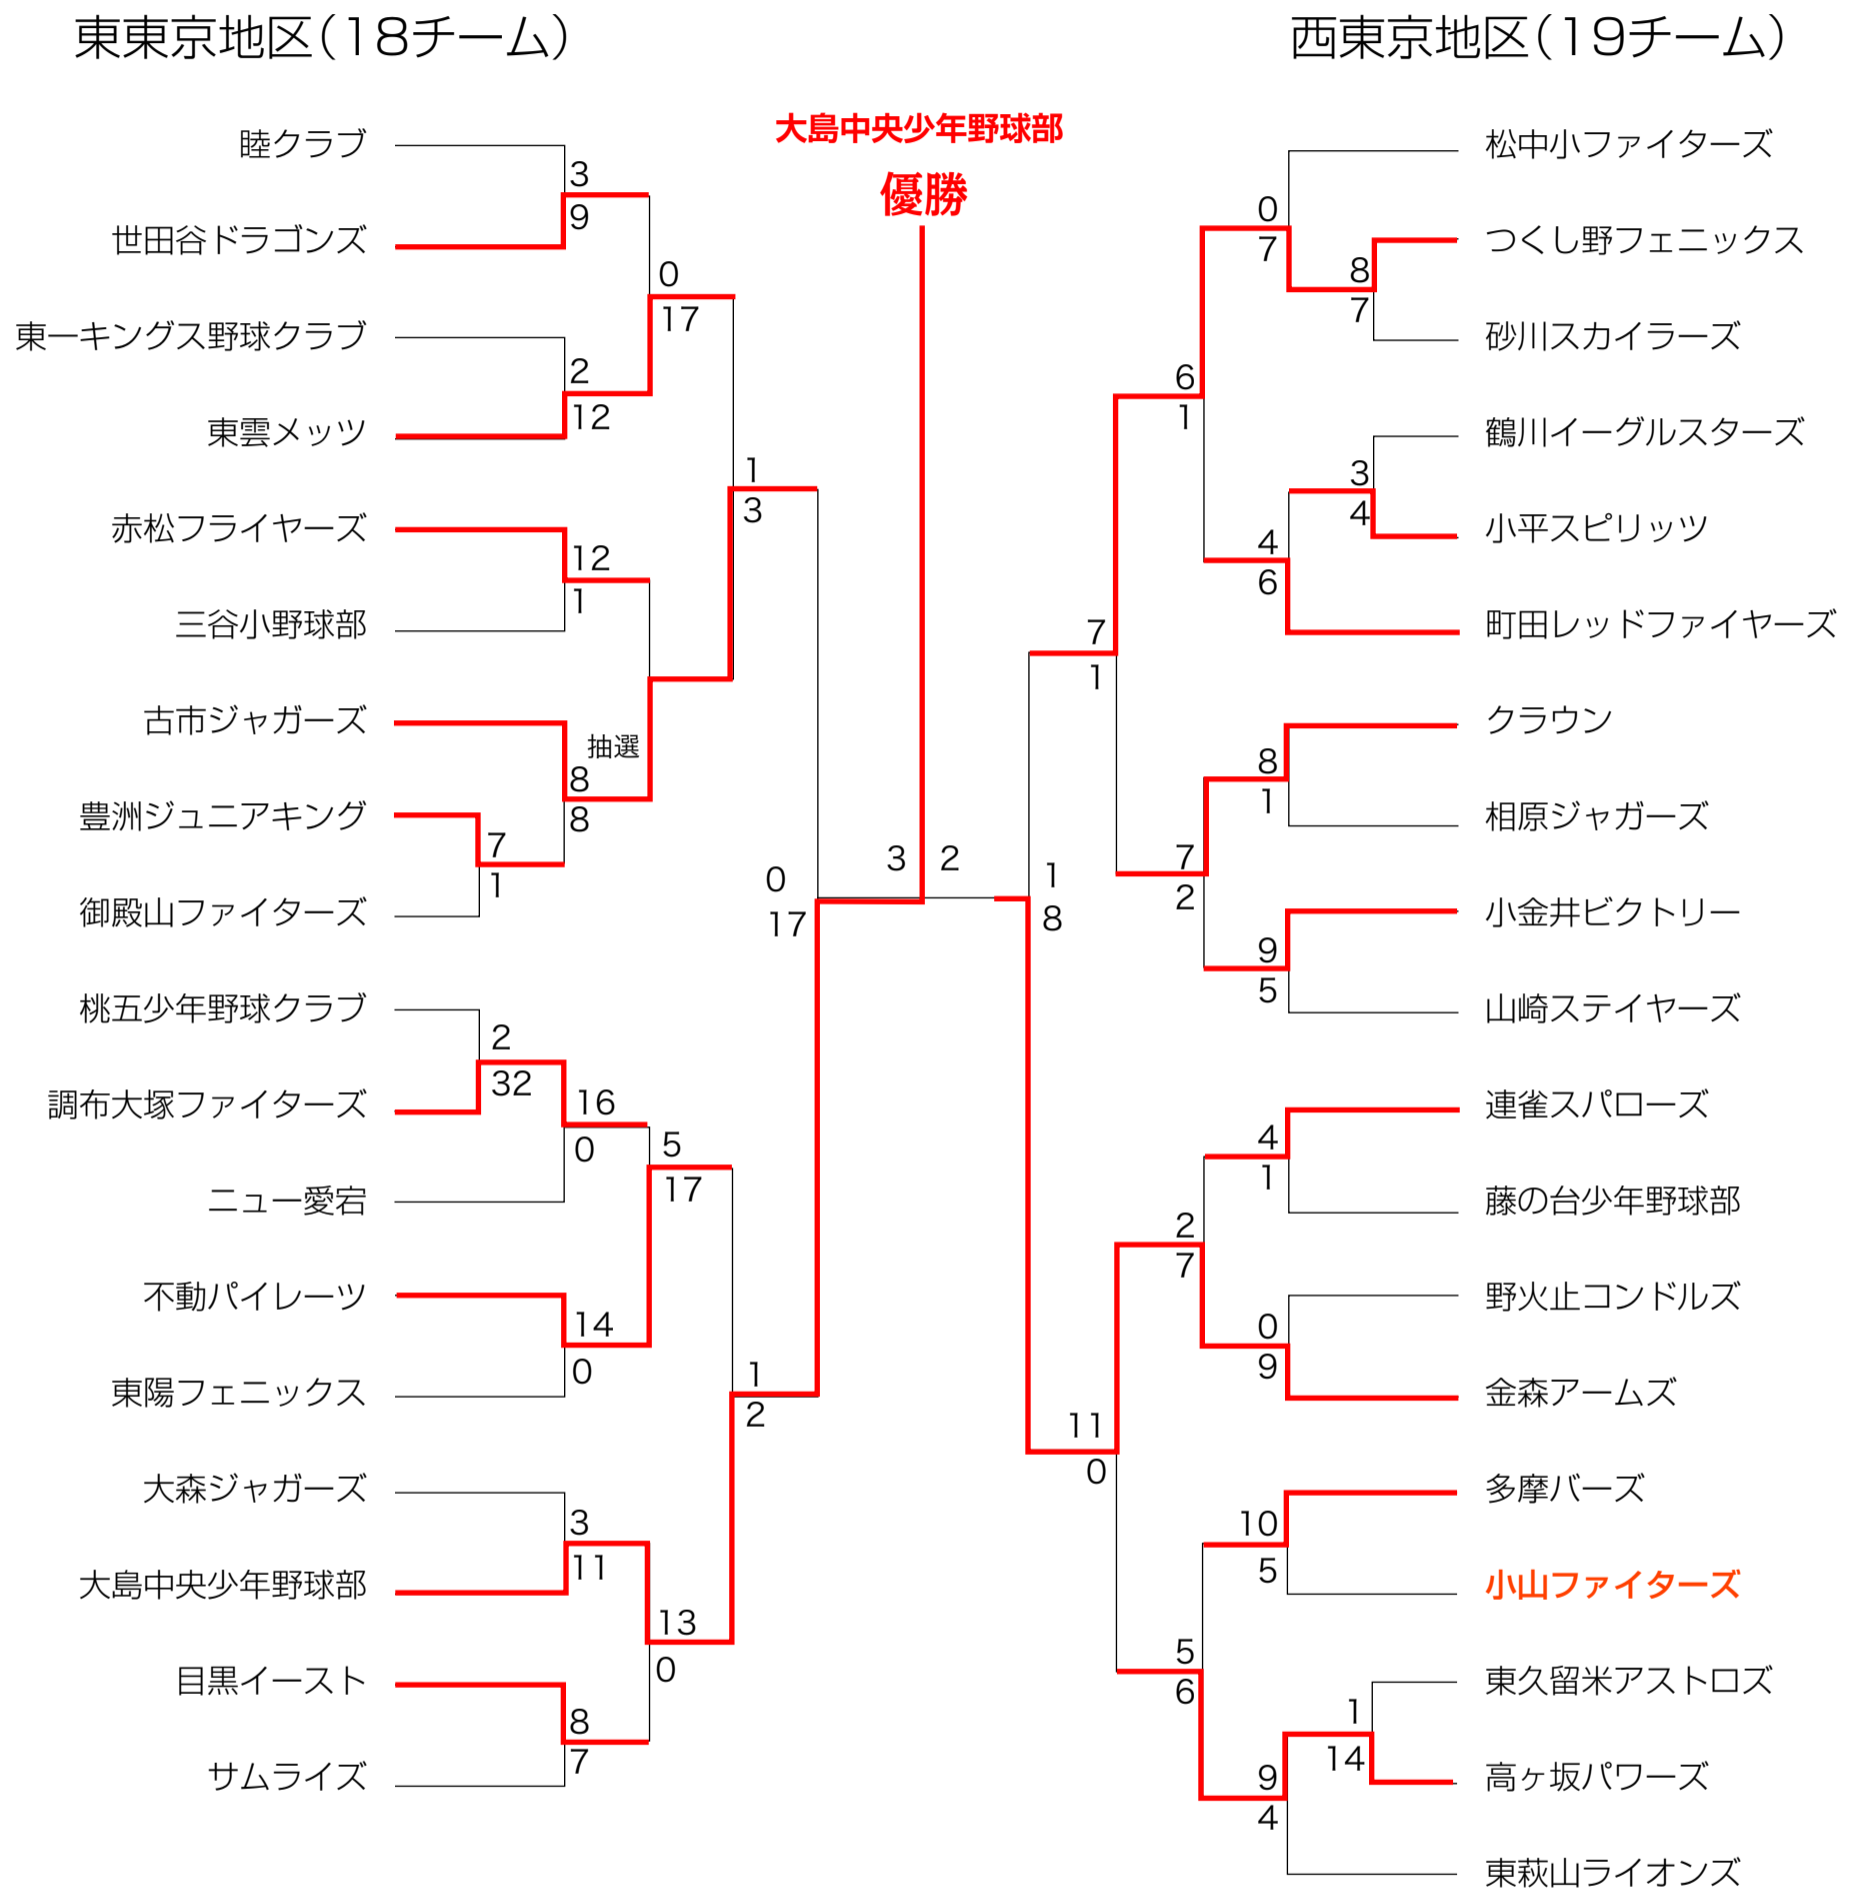 東東京地区(18チーム)
睦クラブ
世田谷ドラゴンズ
東一キングス野球クラブ
東雲メッツ
赤松フライヤーズ
三谷小野球部
古市ジャガーズ
豊洲ジュニアキング
御殿山ファイターズ
桃五少年野球クラブ
調布大塚ファイターズ
ニュー愛宕
不動パイレーツ
東陽フェニックス
大森ジャガーズ
大島中央少年野球部
目黒イースト
サムライズ
3
9
2
12
12
1
抽選
8
8
7
1
2
32
16
0
14
0
3
11
8
7
0
17
5
17
13
0
1
3
1
2
0
17
大島中央少年野球部
優勝
3 2
1
8
7
1
11
0
6
1
7
2
2
7
5
6
0
7
4
6
8
1
9
5
4
1
0
9
10
5
9
4
8
7
3
4
1
14
西東京地区(19チーム)
松中小ファイターズ
つくし野フェニックス
砂川スカイラーズ
鶴川イーグルスターズ
小平スピリッツ
町田レッドファイヤーズ
クラウン
相原ジャガーズ
小金井ビクトリー
山崎ステイヤーズ
連雀スパローズ
藤の台少年野球部
野火止コンドルズ
金森アームズ
多摩バーズ
小山ファイターズ
東久留米アストロズ
高ヶ坂パワーズ
東萩山ライオンズ